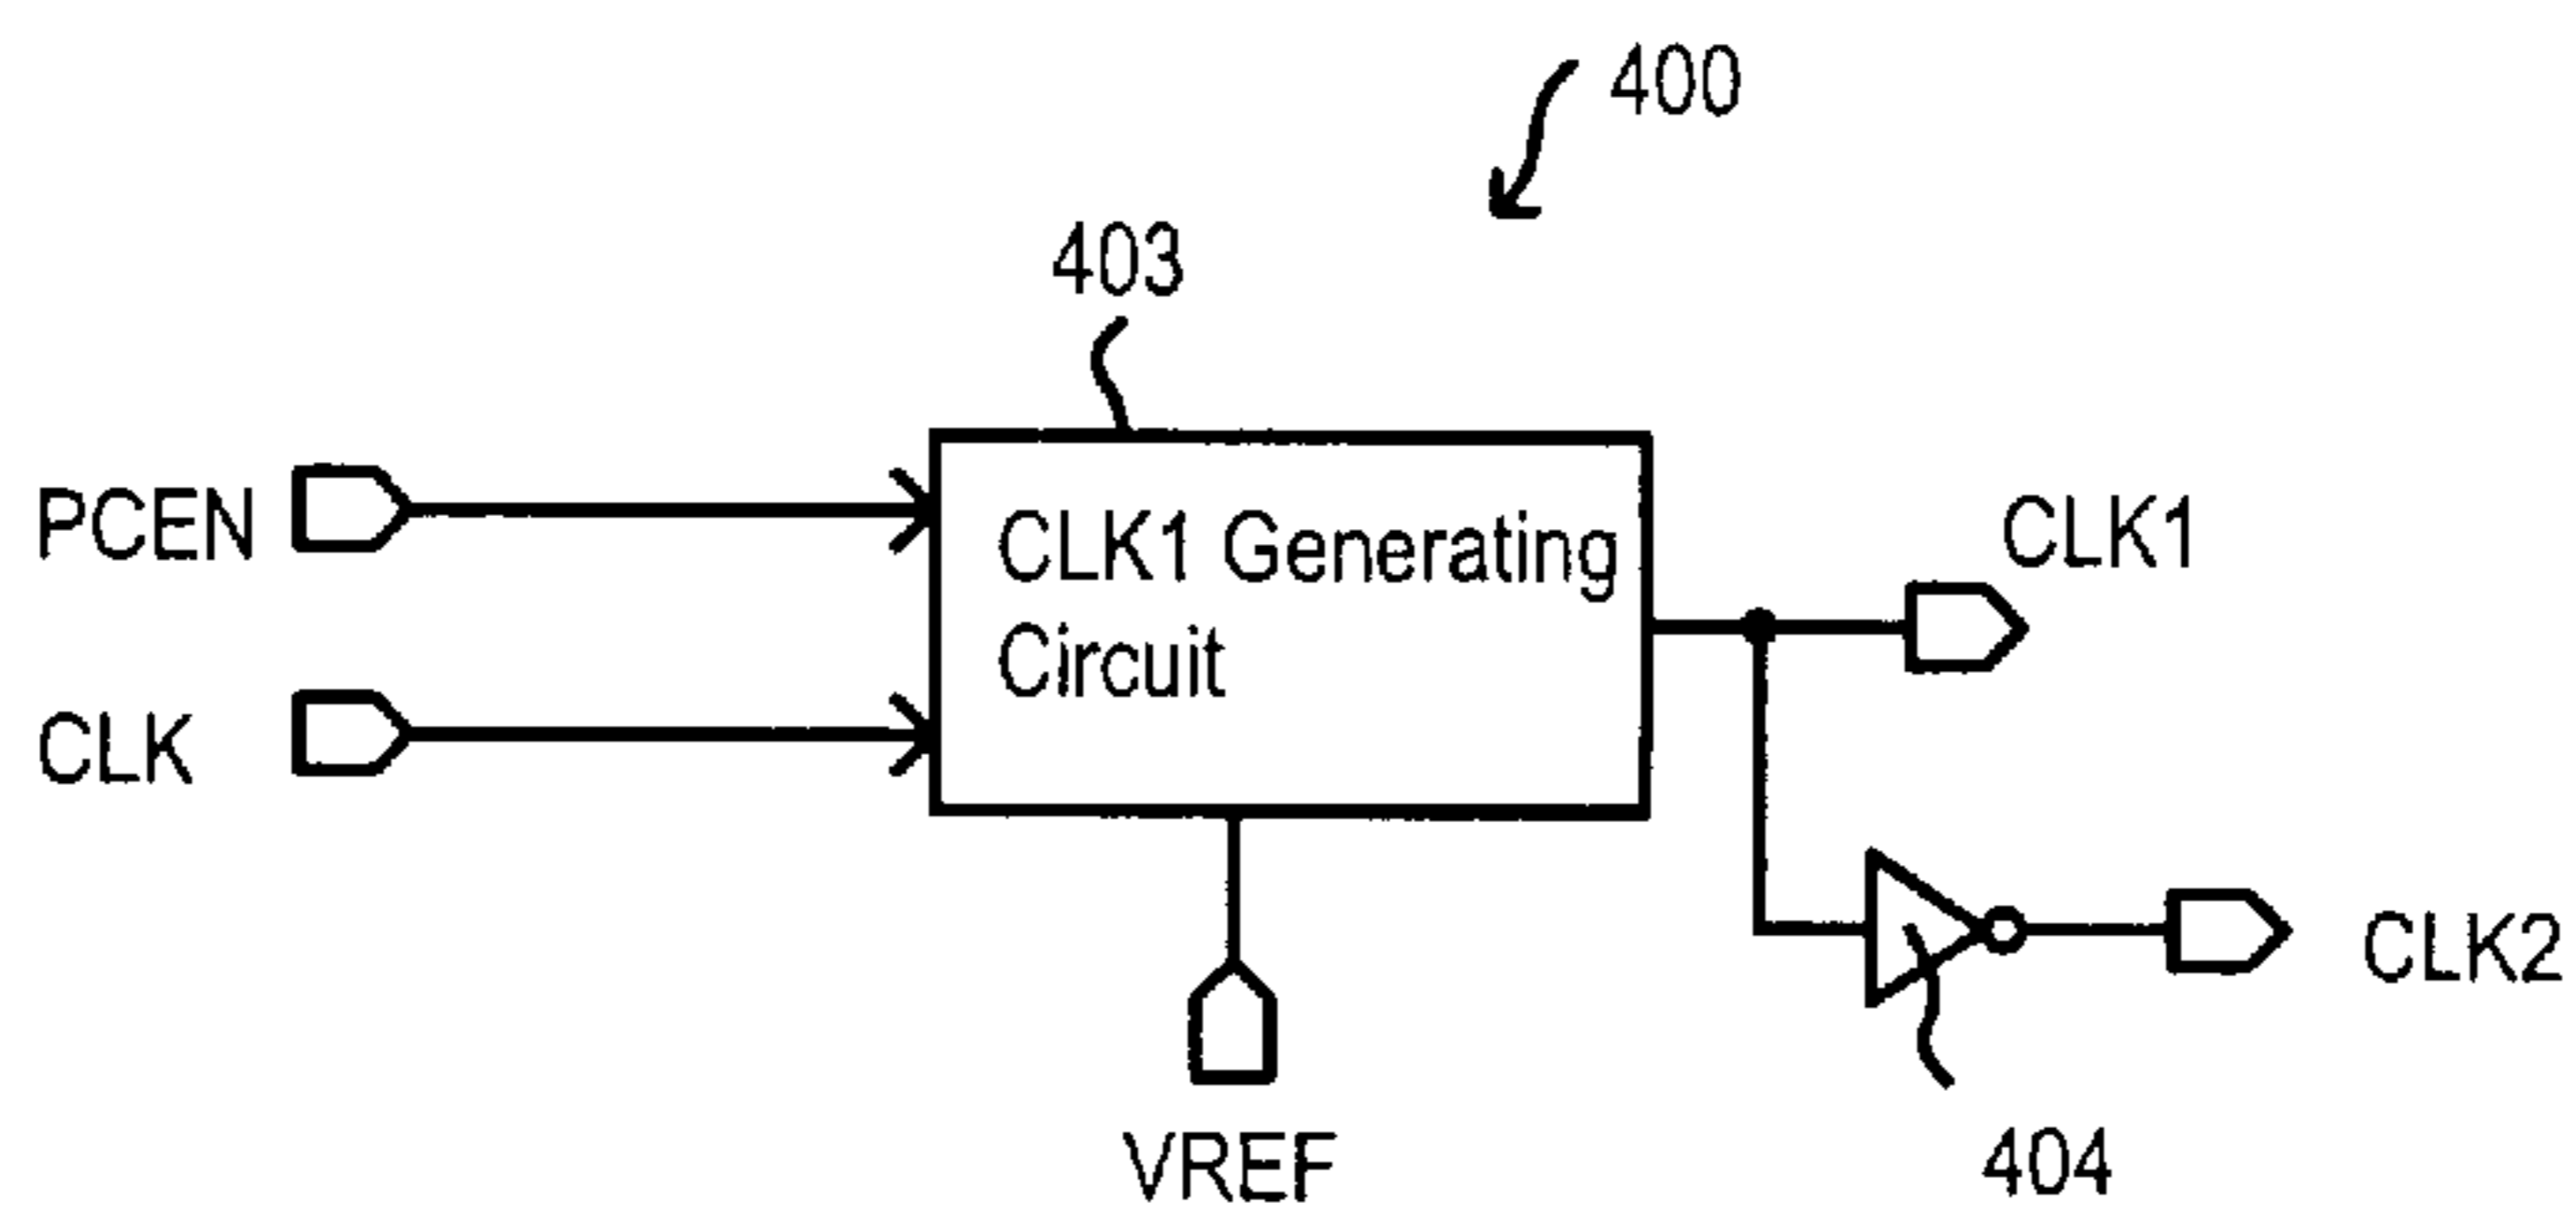 400
403
PCEN
CLK1 Generating
Circuit
CLK1
CLK
CLK2
VREF
404